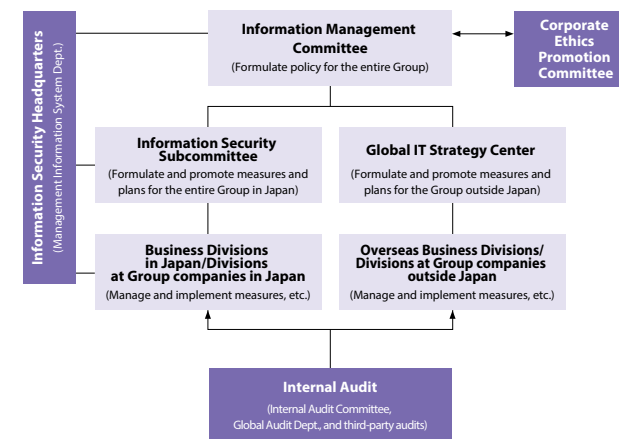 Information Security Headquarters
(Management Information System Dept.)
Information Management
Committee
(Formulate policy for the entire Group)
Corporate
Ethics
Promotion
Committee
Information Security
Subcommittee
(Formulate and promote measures and
plans for the entire Group in Japan)
Global IT Strategy Center
(Formulate and promote measures and
plans for the Group outside Japan)
Business Divisions
in Japan/Divisions
at Group companies in Japan
(Manage and implement measures, etc.)
Overseas Business Divisions/
Divisions at Group companies
outside Japan
(Manage and implement measures, etc.)
Internal Audit
(Internal Audit Committee,
Global Audit Dept., and third-party audits)